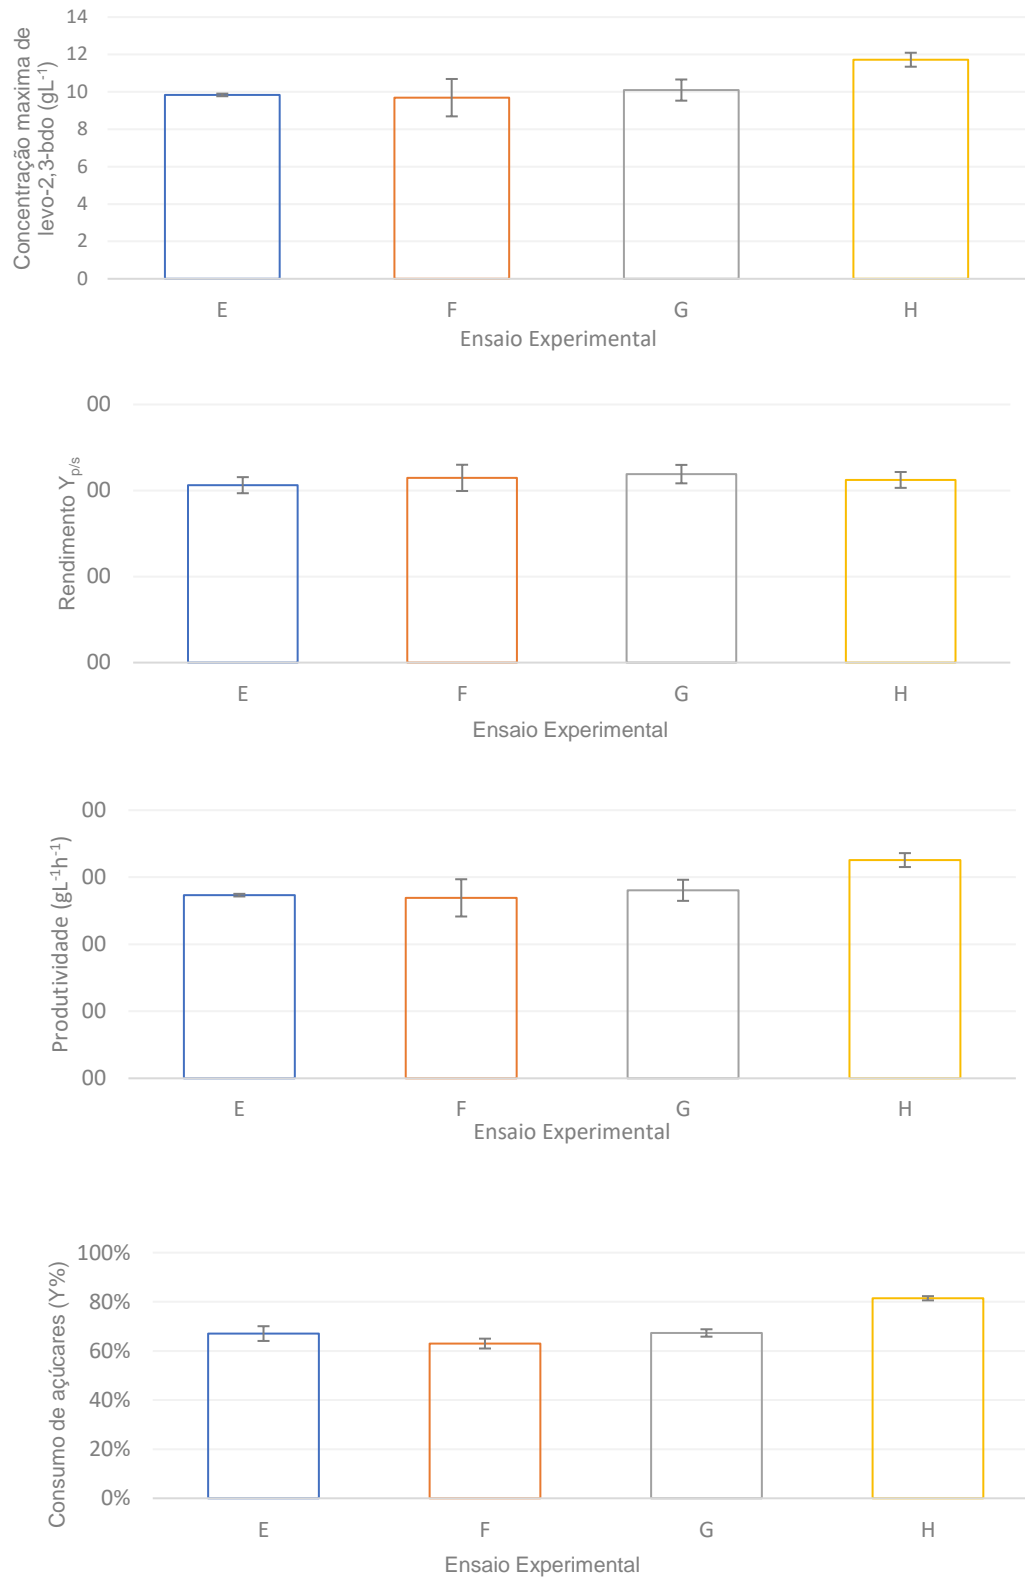 14
12
10
8
6
4
2
0
Concentração maxima de
levo-2,3-bdo (gL⁻¹)
E F G H
Ensaio Experimental
00
00
00
00
Rendimento Yp/s
E F G H
Ensaio Experimental
00
00
00
00
00
Produtividade (gL⁻¹h⁻¹)
E F G H
Ensaio Experimental
100%
80%
60%
40%
20%
0%
Consumo de açúcares (Y%)
E F G H
Ensaio Experimental